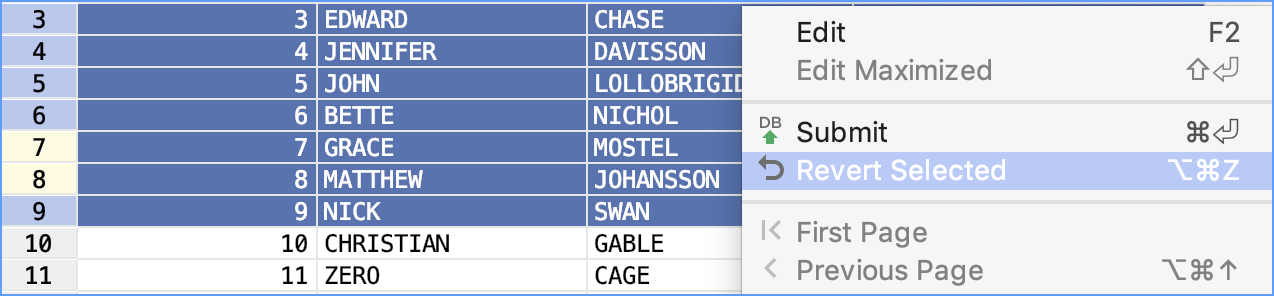 3 3 EDWARD CHASE
4 4 JENNIFER DAVISSON
5 5 JOHN LOLLOBRIGID
6 6 BETTE NICHOL
7 7 GRACE MOSTEL
8 8 MATTHEW JOHANSSON
9 9 NICK SWAN
10 10 CHRISTIAN GABLE
11 11 ZERO CAGE
Edit F2
Edit Maximized ⇧⏎
DB Submit ⌘⏎
Revert Selected ⌥⌘Z
First Page
Previous Page ⌥⌘↑